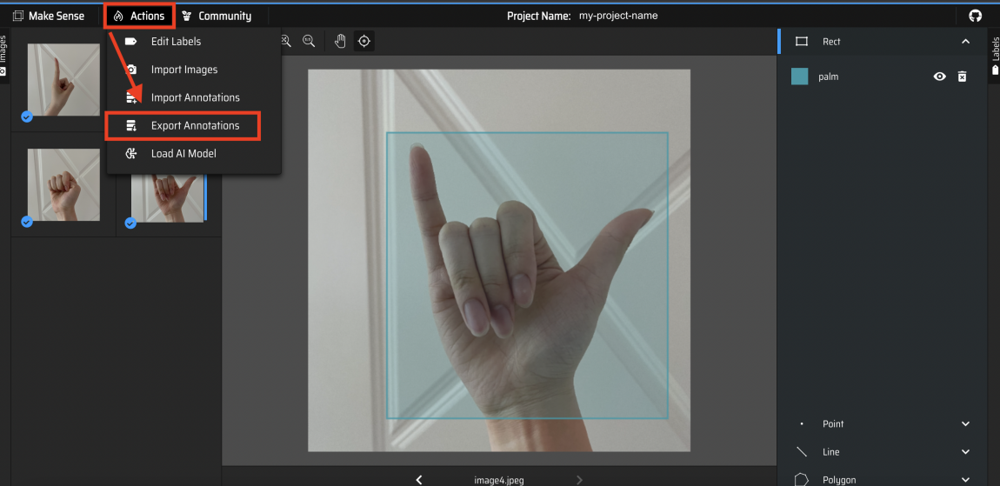 Make Sense
Actions
Community
Project Name: my-project-name
Images
Edit Labels
Import Images
Import Annotations
Export Annotations
Load AI Model
Rect
palm
Labels
Point
Line
Polygon
image4.jpeg